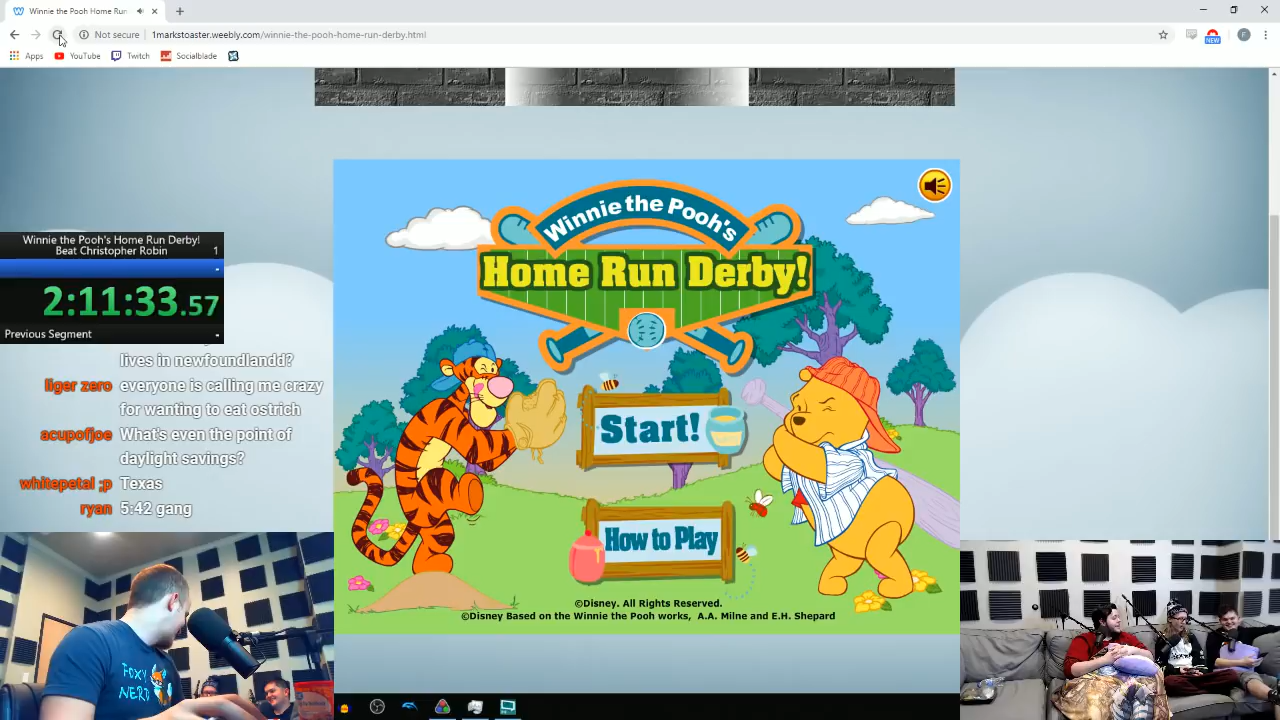 Winnie the Pooh Home Run
Not secure
1markstoaster.weebly.com/winnie-the-pooh-home-run-derby.html
NEW
F
Apps
YouTube
Twitch
Socialblade
Winnie the Pooh's
Home Run Derby!
Start!
How to Play
©Disney. All Rights Reserved.
©Disney Based on the Winnie the Pooh works, A.A. Milne and E.H. Shepard
Winnie the Pooh's Home Run Derby!
Beat Christopher Robin 1
-
2:11:33.57
Previous Segment -
lives in newfoundlandd?
liger zero everyone is calling me crazy
for wanting to eat ostrich
acupofjoe What's even the point of
daylight savings?
whitepetal ;p Texas
ryan 5:42 gang
FOXY
NERD